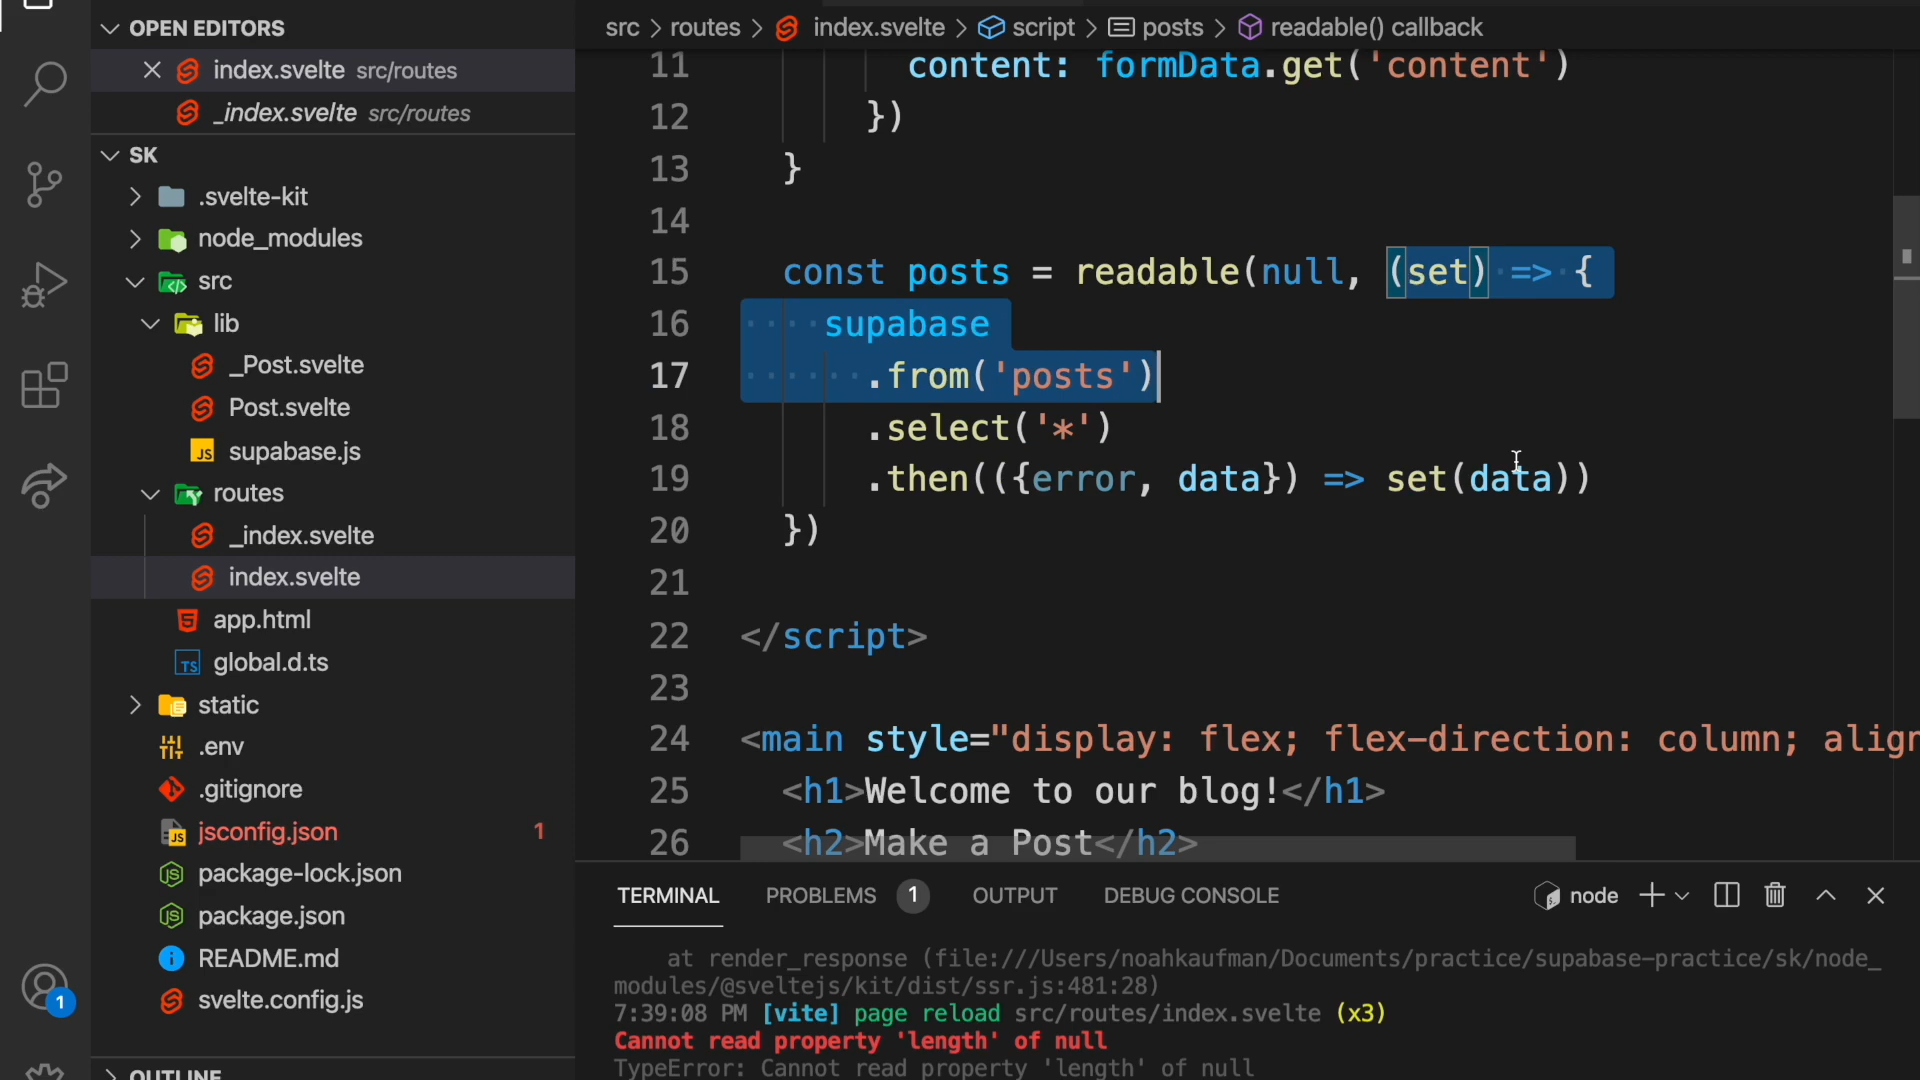 OPEN EDITORS
index.svelte src/routes
_index.svelte src/routes
SK
.svelte-kit
node_modules
src
lib
_Post.svelte
Post.svelte
JS supabase.js
routes
_index.svelte
index.svelte
app.html
TS global.d.ts
static
.env
.gitignore
JS jsconfig.json 1
package-lock.json
package.json
README.md
svelte.config.js
OUTLINE
1
src > routes > index.svelte > script > posts > readable() callback
11 content: formData.get('content')
12 })
13 }
14
15 const posts = readable(null, (set) => {
16 supabase
17 .from('posts')
18 .select('*')
19 .then(({error, data}) => set(data))
20 })
21
22 </script>
23
24 <main style="display: flex; flex-direction: column; align
25 <h1>Welcome to our blog!</h1>
26 <h2>Make a Post</h2>
TERMINAL PROBLEMS 1 OUTPUT DEBUG CONSOLE node
at render_response (file:///Users/noahkaufman/Documents/practice/supabase-practice/sk/node_
modules/@sveltejs/kit/dist/ssr.js:481:28)
7:39:08 PM [vite] page reload src/routes/index.svelte (x3)
Cannot read property 'length' of null
TypeError: Cannot read property 'length' of null